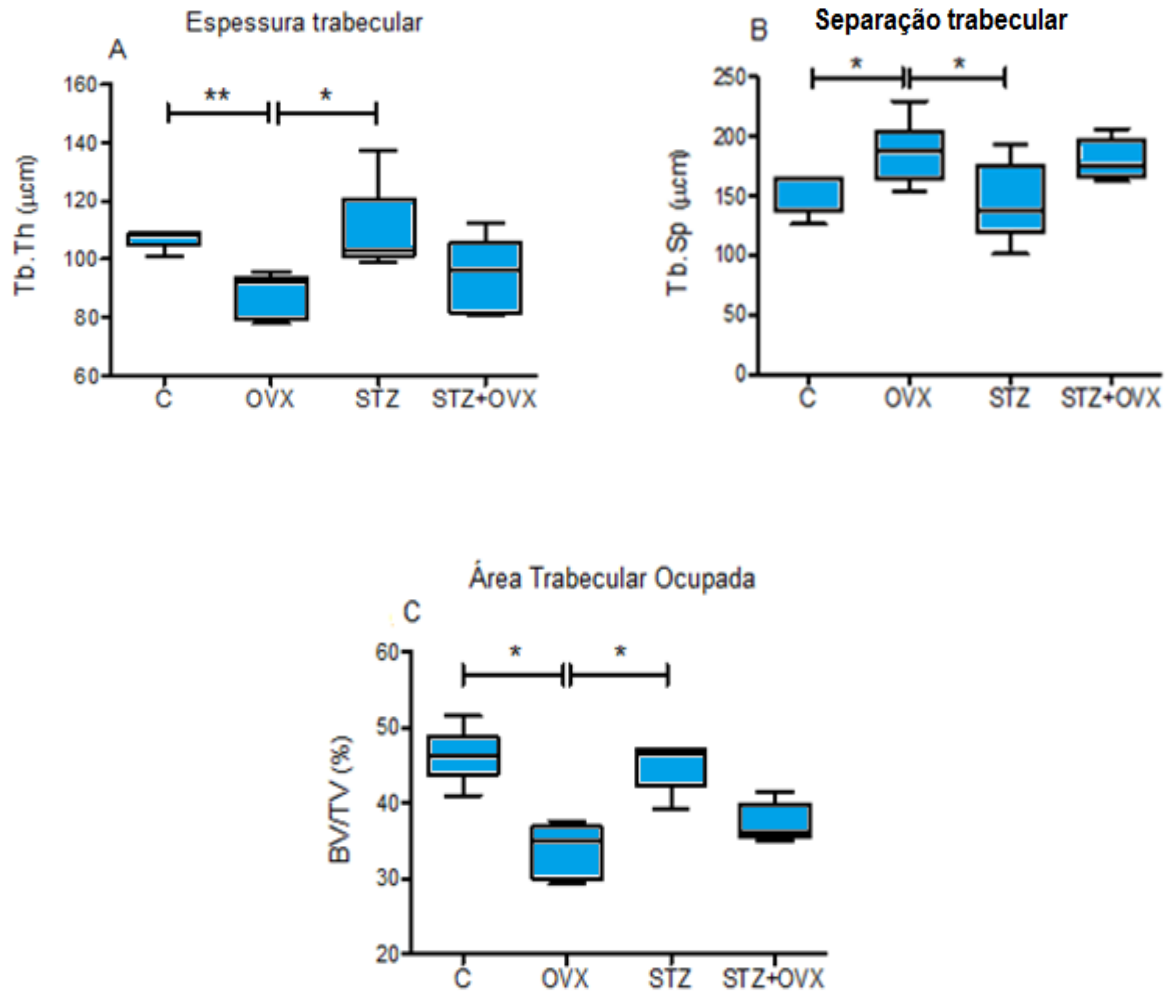 Espessura trabecular
A
160
140
120
100
80
60
Tb.Th (μcm)
** *
C OVX STZ STZ+OVX
Separação trabecular
B
250
200
150
100
50
0
Tb.Sp (μcm)
* *
C OVX STZ STZ+OVX
Área Trabecular Ocupada
C
60
50
40
30
20
BV/TV (%)
* *
C OVX STZ STZ+OVX